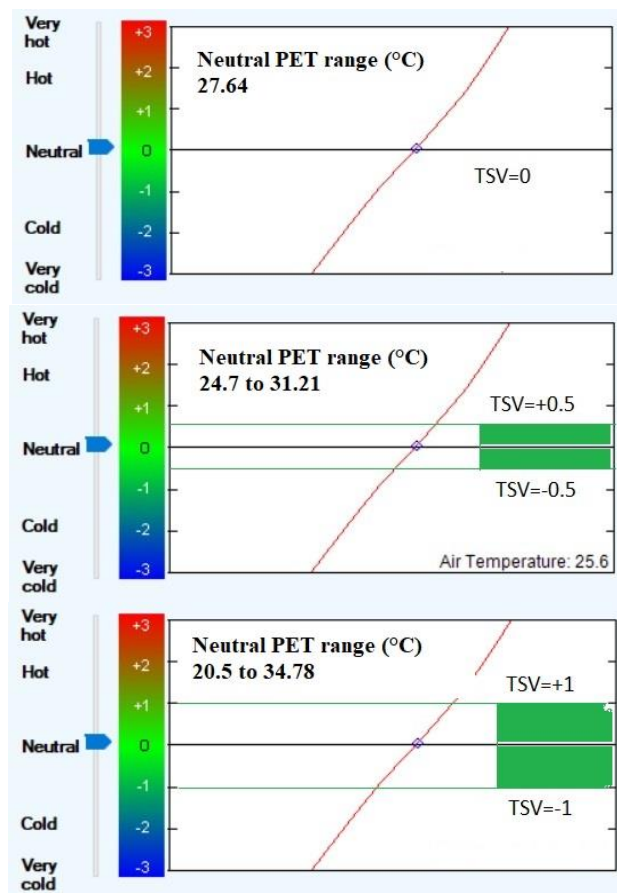 Very
hot
Hot
Neutral
Cold
Very
cold
+3
+2
+1
0
-1
-2
-3
Neutral PET range (°C)
27.64
TSV=0
Very
hot
Hot
Neutral
Cold
Very
cold
+3
+2
+1
0
-1
-2
-3
Neutral PET range (°C)
24.7 to 31.21
TSV=+0.5
TSV=-0.5
Air Temperature: 25.6
Very
hot
Hot
Neutral
Cold
Very
cold
+3
+2
+1
0
-1
-2
-3
Neutral PET range (°C)
20.5 to 34.78
TSV=+1
TSV=-1